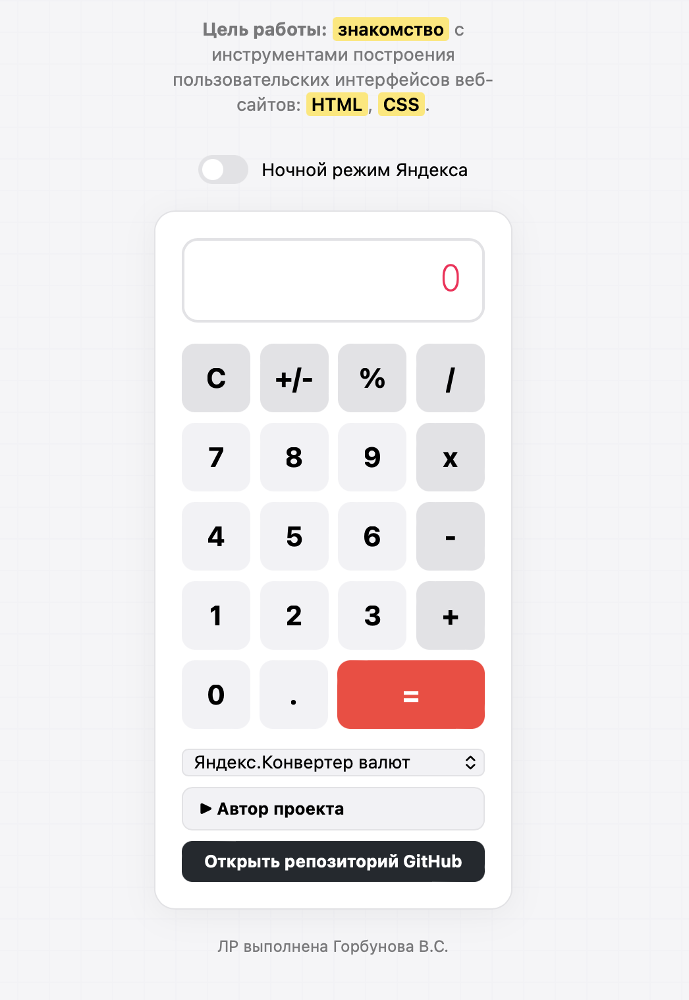 Цель работы: знакомство с
инструментами построения
пользовательских интерфейсов веб-
сайтов: HTML, CSS.
Ночной режим Яндекса
0
C +/- % /
7 8 9 x
4 5 6 -
1 2 3 +
0 . =
Яндекс.Конвертер валют
Автор проекта
Открыть репозиторий GitHub
ЛР выполнена Горбунова В.С.